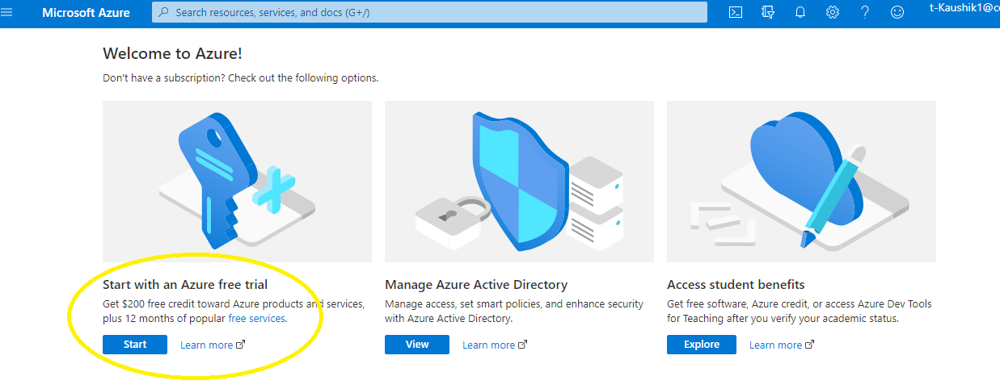 Microsoft Azure
Search resources, services, and docs (G+/)
t-Kaushik1@c
Welcome to Azure!
Don't have a subscription? Check out the following options.
Start with an Azure free trial
Get $200 free credit toward Azure products and services,
plus 12 months of popular free services.
Start
Learn more
Manage Azure Active Directory
Manage access, set smart policies, and enhance security
with Azure Active Directory.
View
Learn more
Access student benefits
Get free software, Azure credit, or access Azure Dev Tools
for Teaching after you verify your academic status.
Explore
Learn more